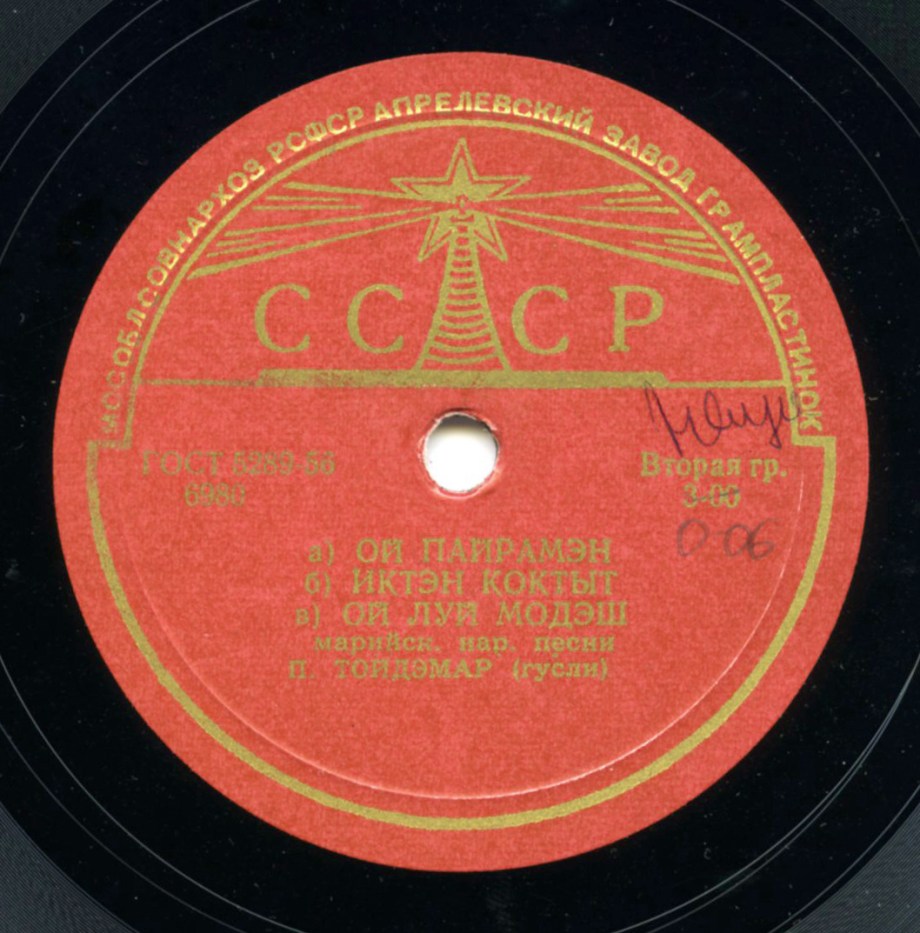 МОСОБЛСОВНАРХОЗ РСФСР АПРЕЛЕВСКИЙ ЗАВОД ГРАМПЛАСТИНОК
СССР
ГОСТ 5289-56
6980
Вторая гр.
3-00
0-06
а) ОЙ ПАЙРАМЭН
б) ИКТЭН КОКТЫТ
в) ОЙ ЛУЙ МОДЭШ
марийск. нар. песни
П. ТОЙДЭМАР (гусли)